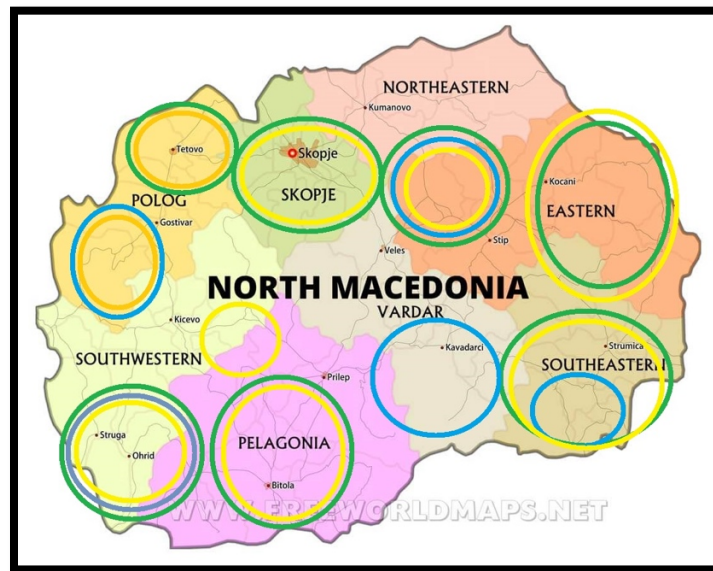 NORTHEASTERN
Kumanovo
Tetovo
Skopje
SKOPJE
POLOG
Gostivar
Kocani
EASTERN
Stip
Veles
NORTH MACEDONIA
VARDAR
Kicevo
SOUTHWESTERN
Kavadarci
Strumica
SOUTHEASTERN
Prilep
Struga
Ohrid
PELAGONIA
Bitola
WWW.FREEWORLDMAPS.NET